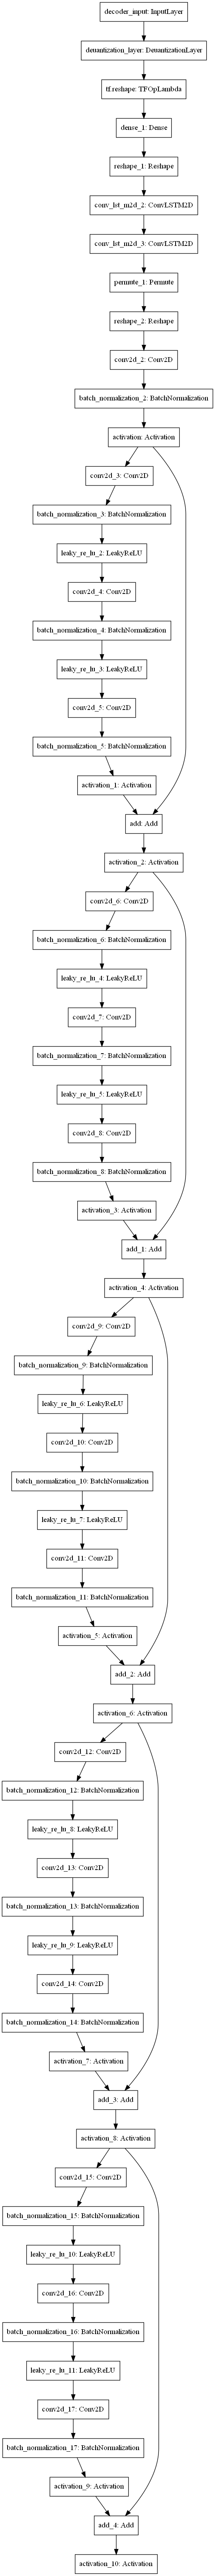 decoder_input: InputLayer
deuantization_layer: DeuantizationLayer
tf.reshape: TFOpLambda
dense_1: Dense
reshape_1: Reshape
conv_lst_m2d_2: ConvLSTM2D
conv_lst_m2d_3: ConvLSTM2D
permute_1: Permute
reshape_2: Reshape
conv2d_2: Conv2D
batch_normalization_2: BatchNormalization
activation: Activation
conv2d_3: Conv2D
batch_normalization_3: BatchNormalization
leaky_re_lu_2: LeakyReLU
conv2d_4: Conv2D
batch_normalization_4: BatchNormalization
leaky_re_lu_3: LeakyReLU
conv2d_5: Conv2D
batch_normalization_5: BatchNormalization
activation_1: Activation
add: Add
activation_2: Activation
conv2d_6: Conv2D
batch_normalization_6: BatchNormalization
leaky_re_lu_4: LeakyReLU
conv2d_7: Conv2D
batch_normalization_7: BatchNormalization
leaky_re_lu_5: LeakyReLU
conv2d_8: Conv2D
batch_normalization_8: BatchNormalization
activation_3: Activation
add_1: Add
activation_4: Activation
conv2d_9: Conv2D
batch_normalization_9: BatchNormalization
leaky_re_lu_6: LeakyReLU
conv2d_10: Conv2D
batch_normalization_10: BatchNormalization
leaky_re_lu_7: LeakyReLU
conv2d_11: Conv2D
batch_normalization_11: BatchNormalization
activation_5: Activation
add_2: Add
activation_6: Activation
conv2d_12: Conv2D
batch_normalization_12: BatchNormalization
leaky_re_lu_8: LeakyReLU
conv2d_13: Conv2D
batch_normalization_13: BatchNormalization
leaky_re_lu_9: LeakyReLU
conv2d_14: Conv2D
batch_normalization_14: BatchNormalization
activation_7: Activation
add_3: Add
activation_8: Activation
conv2d_15: Conv2D
batch_normalization_15: BatchNormalization
leaky_re_lu_10: LeakyReLU
conv2d_16: Conv2D
batch_normalization_16: BatchNormalization
leaky_re_lu_11: LeakyReLU
conv2d_17: Conv2D
batch_normalization_17: BatchNormalization
activation_9: Activation
add_4: Add
activation_10: Activation